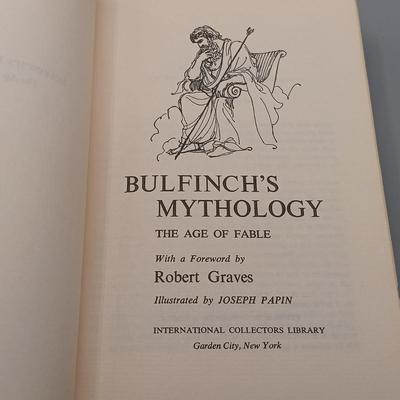 BULFINCH'S
MYTHOLOGY
THE AGE OF FABLE
With a Foreword by
Robert Graves
Illustrated by JOSEPH PAPIN
INTERNATIONAL COLLECTORS LIBRARY
Garden City, New York